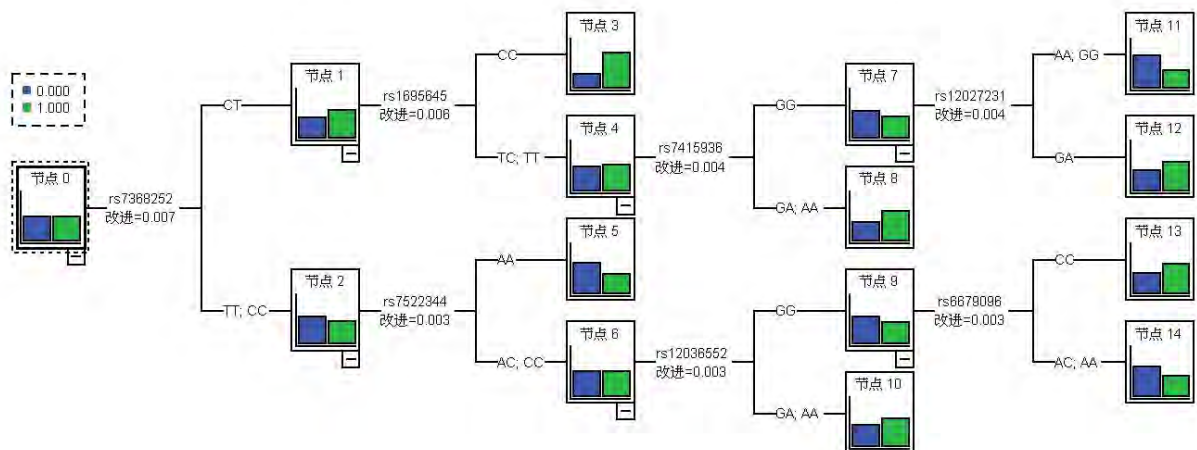 0.000
1.000
节点 0
rs7368252
改进=0.007
CT
TT; CC
节点 1
rs1695645
改进=0.006
节点 2
rs7522344
改进=0.003
CC
TC; TT
AA
AC; CC
节点 3
节点 4
rs7415936
改进=0.004
节点 5
节点 6
rs12036552
改进=0.003
GG
GA; AA
GG
GA; AA
节点 7
rs12027231
改进=0.004
节点 8
节点 9
rs6679096
改进=0.003
节点 10
AA; GG
GA
CC
AC; AA
节点 11
节点 12
节点 13
节点 14